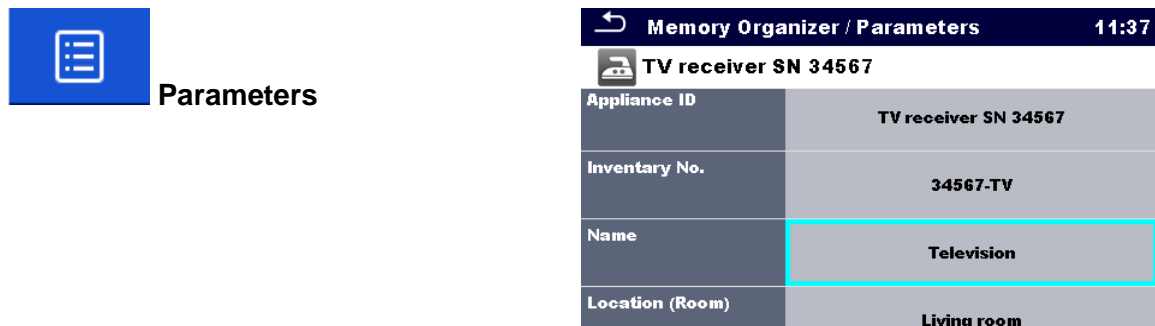 Parameters
Memory Organizer / Parameters 11:37
TV receiver SN 34567
Appliance ID
TV receiver SN 34567
Inventary No.
34567-TV
Name
Television
Location (Room)
Living room